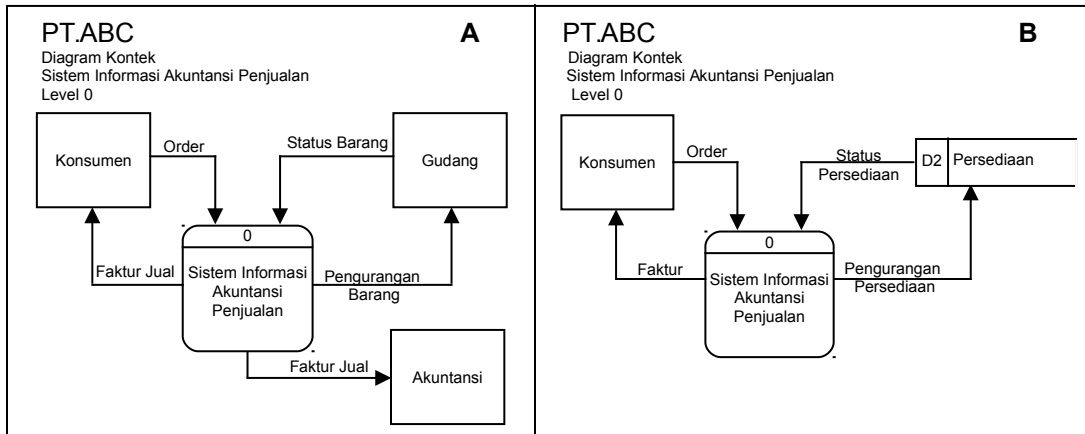 PT.ABC
A
Diagram Kontek
Sistem Informasi Akuntansi Penjualan
Level 0
Konsumen
Order
Status Barang
Gudang
0
Sistem Informasi
Akuntansi
Penjualan
Faktur Jual
Pengurangan
Barang
Faktur Jual
Akuntansi
PT.ABC
B
Diagram Kontek
Sistem Informasi Akuntansi Penjualan
Level 0
Konsumen
Order
Status
Persediaan
D2 Persediaan
0
Sistem Informasi
Akuntansi
Penjualan
Faktur
Pengurangan
Persediaan